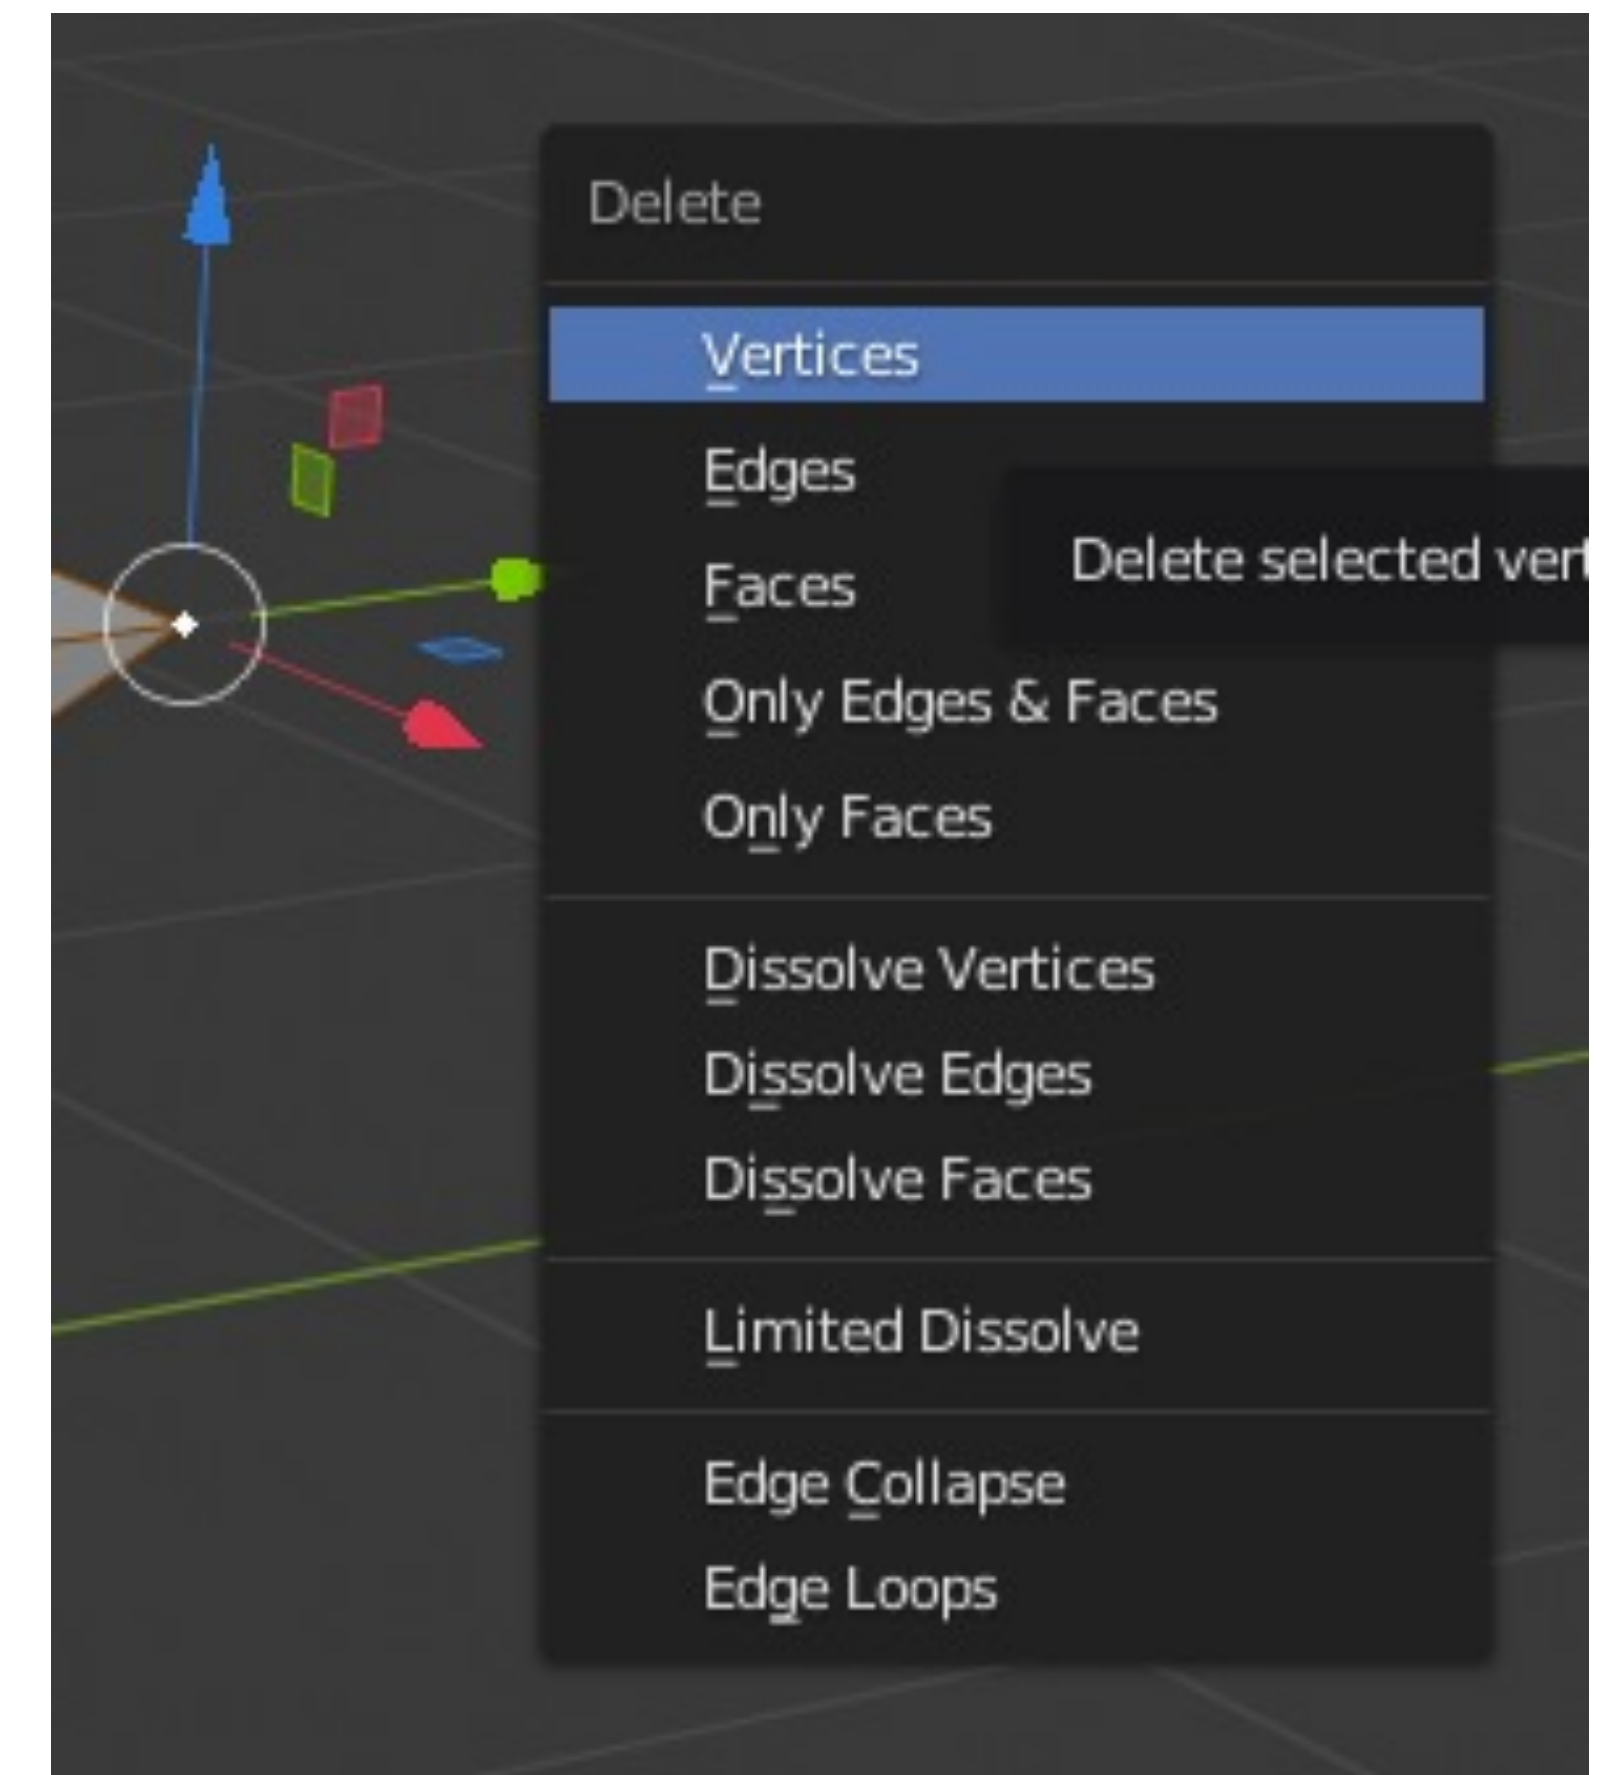 Delete
Vertices
Edges
Delete selected
Faces
Only Edges & Faces
Only Faces
Dissolve Vertices
Dissolve Edges
Dissolve Faces
Limited Dissolve
Edge Collapse
Edge Loops